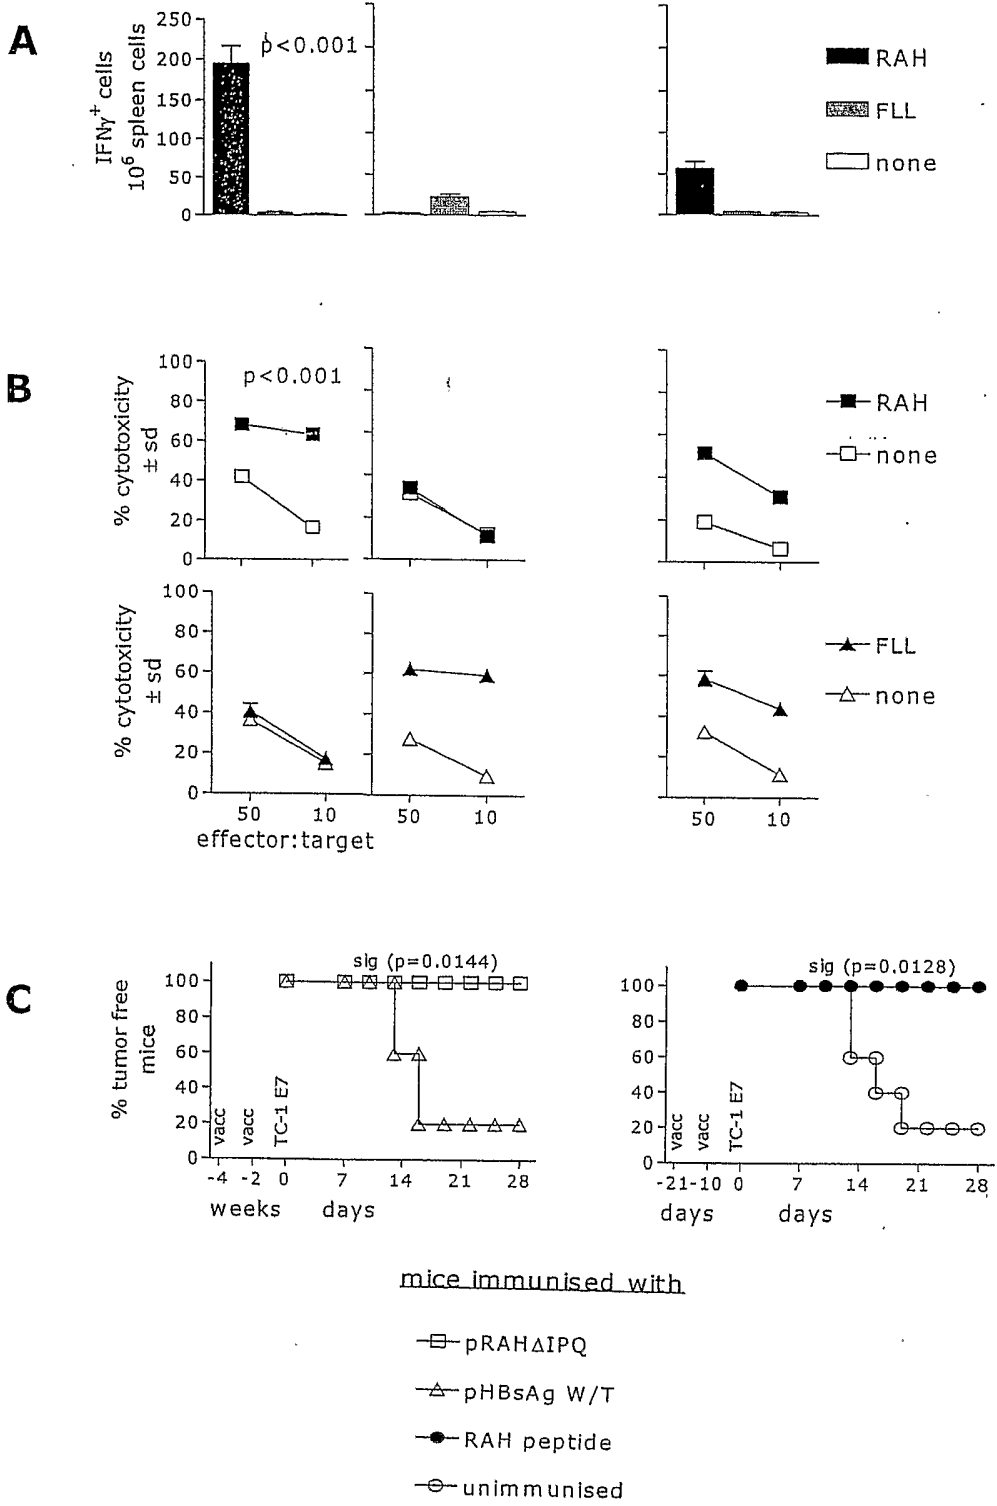 A
IFNγ+ cells
10^6 spleen cells
250
200
150
100
50
0
p<0.001
RAH
FLL
none
B
% cytotoxicity
± sd
100
80
60
40
20
0
p<0.001
RAH
none
% cytotoxicity
± sd
100
80
60
40
20
0
50 10
50 10
50 10
effector:target
FLL
none
C
% tumor free
mice
100
80
60
40
20
0
sig (p=0.0144)
vacc
vacc
TC-1 E7
-4 -2 0 7 14 21 28
weeks days
100
80
60
40
20
0
sig (p=0.0128)
vacc
vacc
TC-1 E7
-21-10 0 7 14 21 28
days days
mice immunised with
pRAHΔIPQ
pHBsAg W/T
RAH peptide
unimmunised